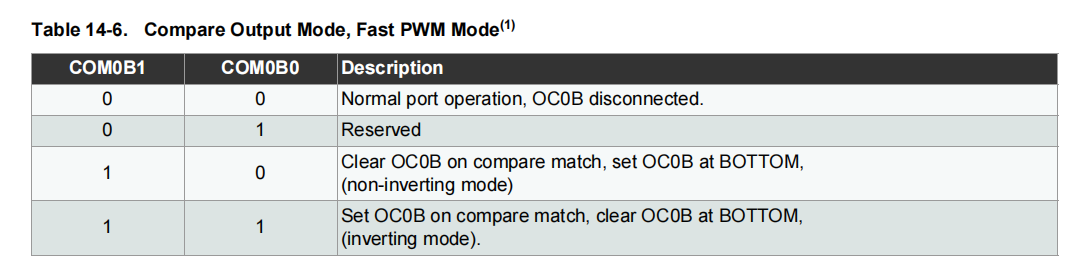 Table 14-6. Compare Output Mode, Fast PWM Mode(1)
COM0B1 COM0B0 Description
0 0 Normal port operation, OC0B disconnected.
0 1 Reserved
1 0 Clear OC0B on compare match, set OC0B at BOTTOM,
(non-inverting mode)
1 1 Set OC0B on compare match, clear OC0B at BOTTOM,
(inverting mode).